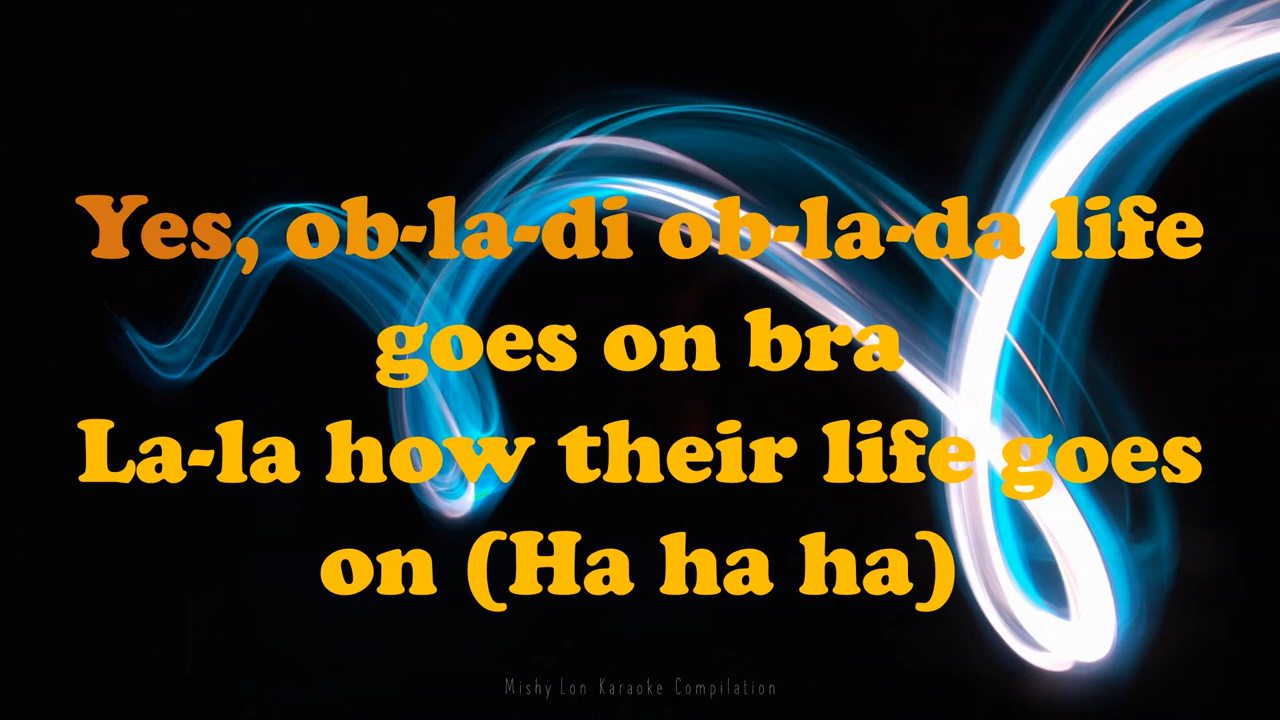 Yes, ob-la-di ob-la-da life
goes on bra
La-la how their life goes
on (Ha ha ha)
Mishy Lon Karaoke Compilation